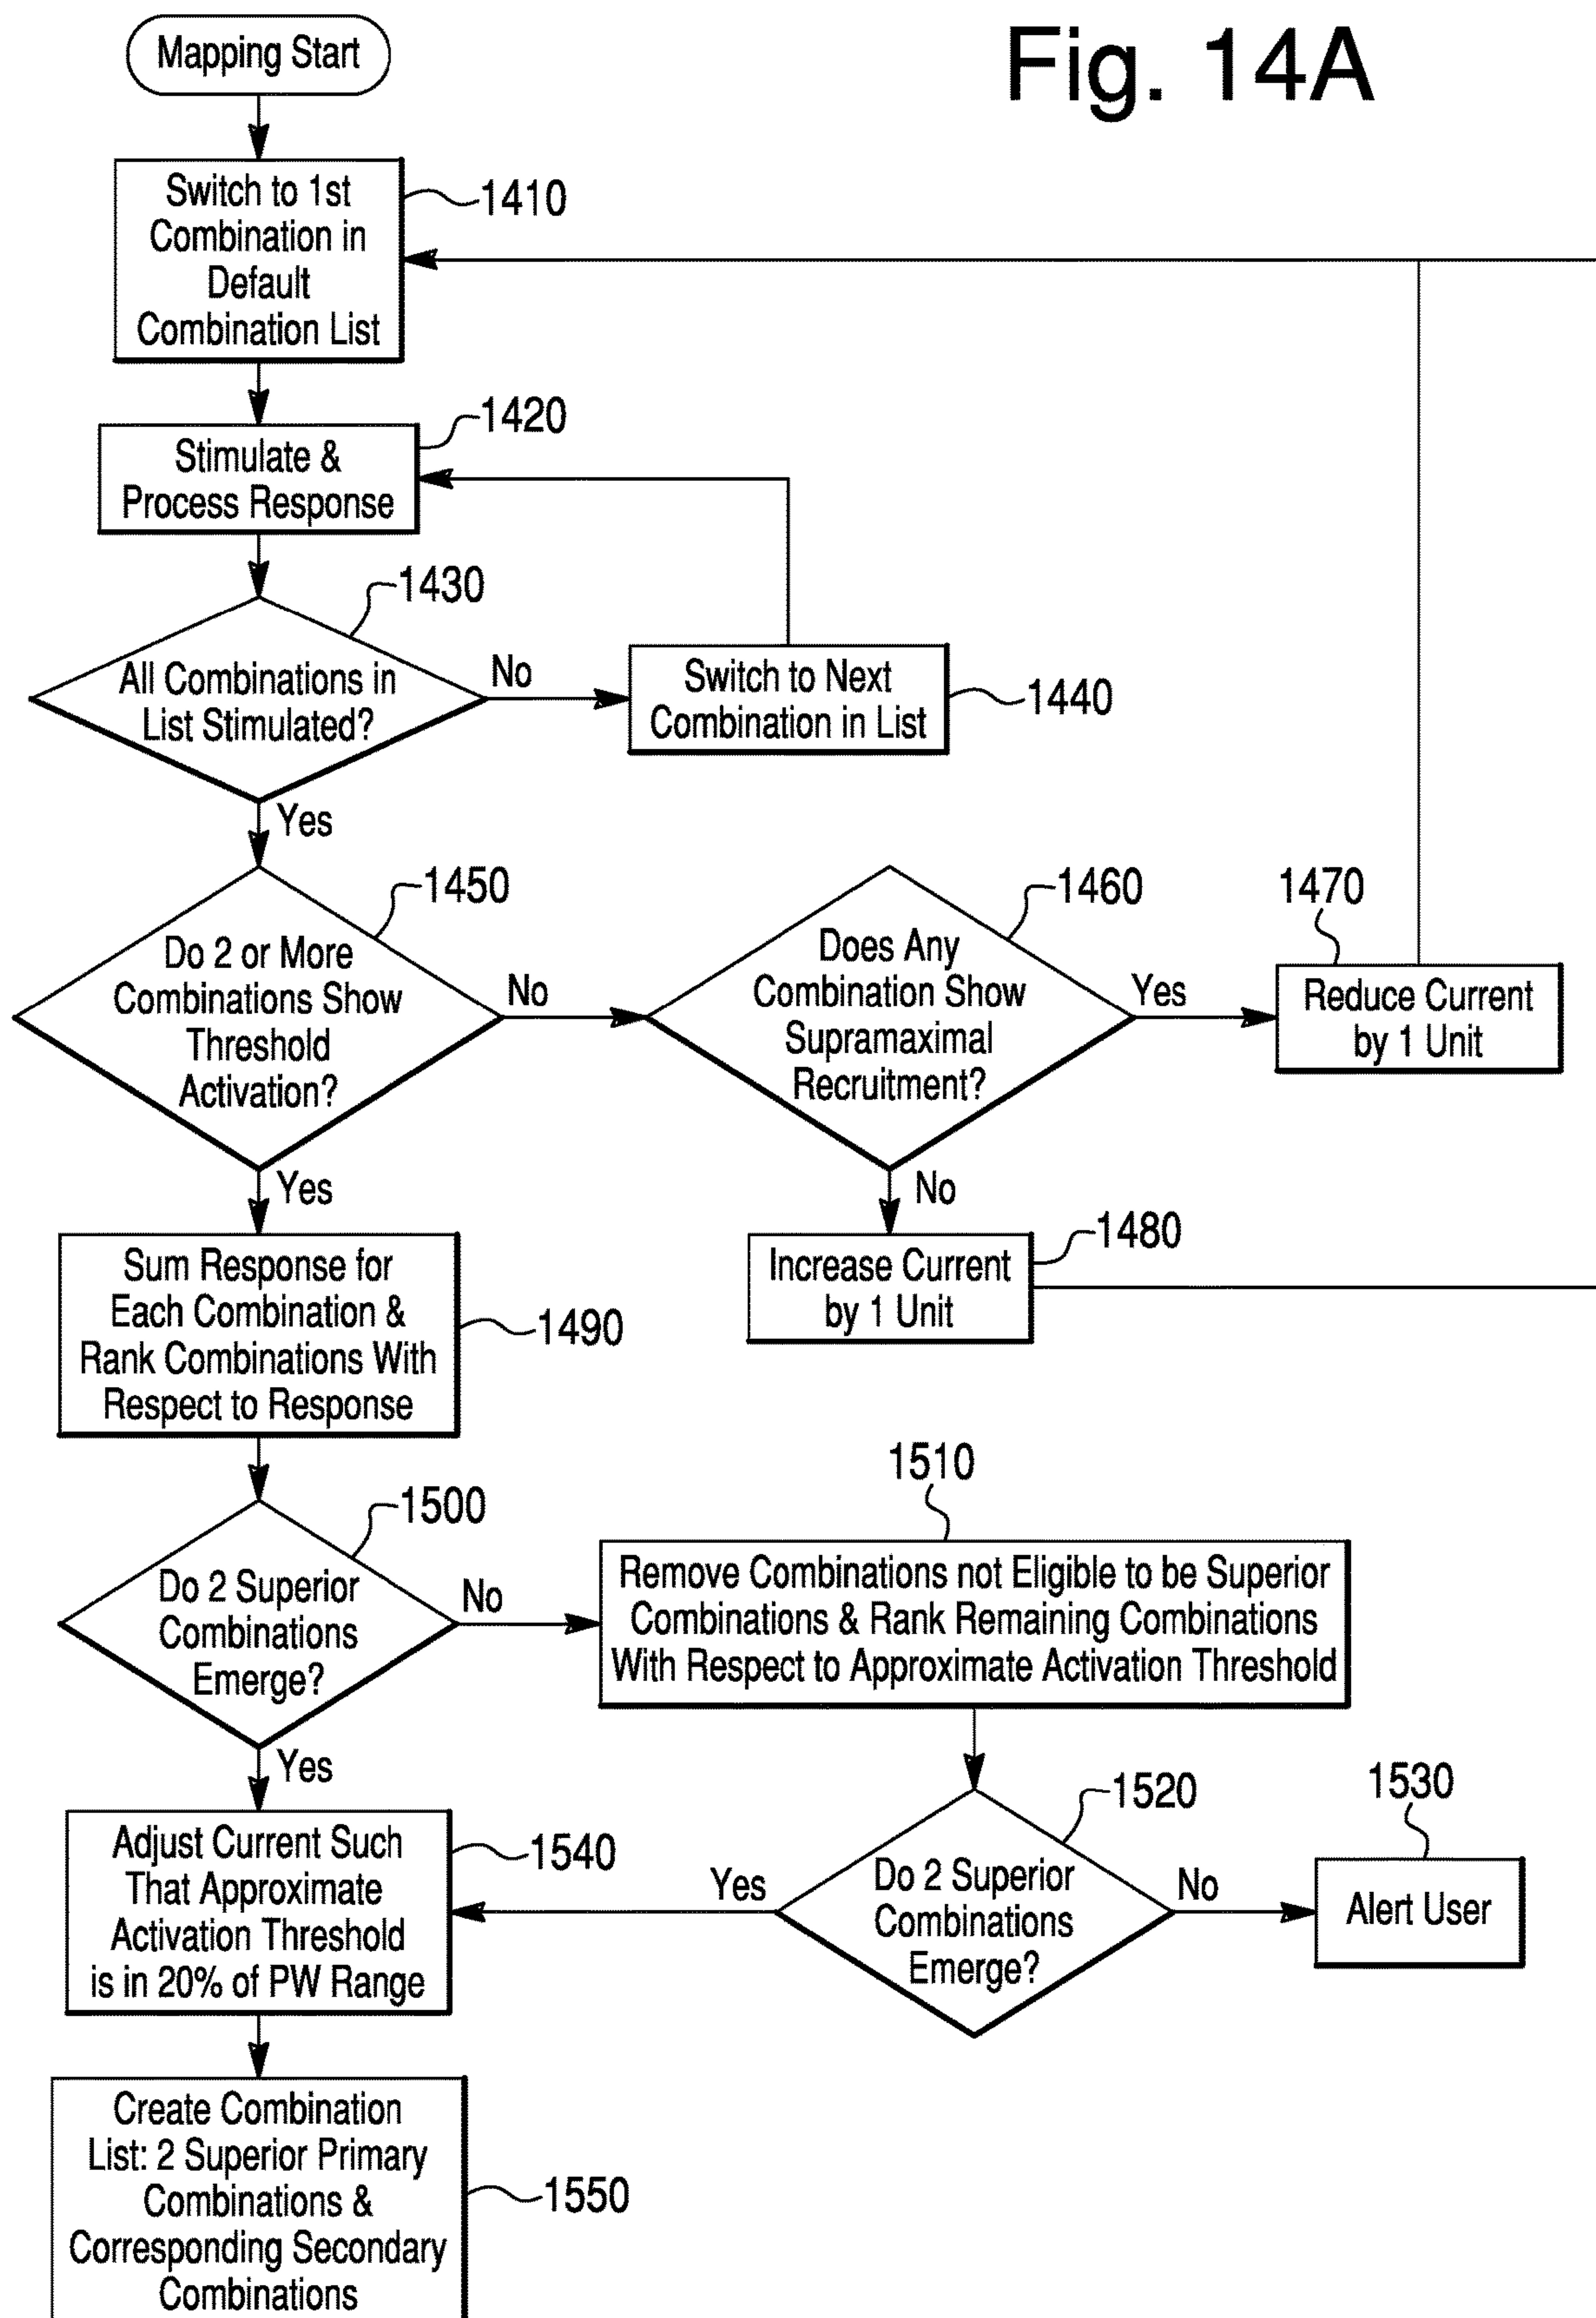 Fig. 14A
Mapping Start
Switch to 1st
Combination in
Default
Combination List
1410
Stimulate &
Process Response
1420
All Combinations in
List Stimulated?
1430
No
Switch to Next
Combination in List
1440
Yes
Do 2 or More
Combinations Show
Threshold
Activation?
1450
No
Does Any
Combination Show
Supramaximal
Recruitment?
1460
Yes
Reduce Current
by 1 Unit
1470
No
Increase Current
by 1 Unit
1480
Yes
Sum Response for
Each Combination &
Rank Combinations With
Respect to Response
1490
Do 2 Superior
Combinations
Emerge?
1500
No
Remove Combinations not Eligible to be Superior
Combinations & Rank Remaining Combinations
With Respect to Approximate Activation Threshold
1510
Do 2 Superior
Combinations
Emerge?
1520
No
Alert User
1530
Yes
Yes
Adjust Current Such
That Approximate
Activation Threshold
is in 20% of PW Range
1540
Create Combination
List: 2 Superior Primary
Combinations &
Corresponding Secondary
Combinations
1550